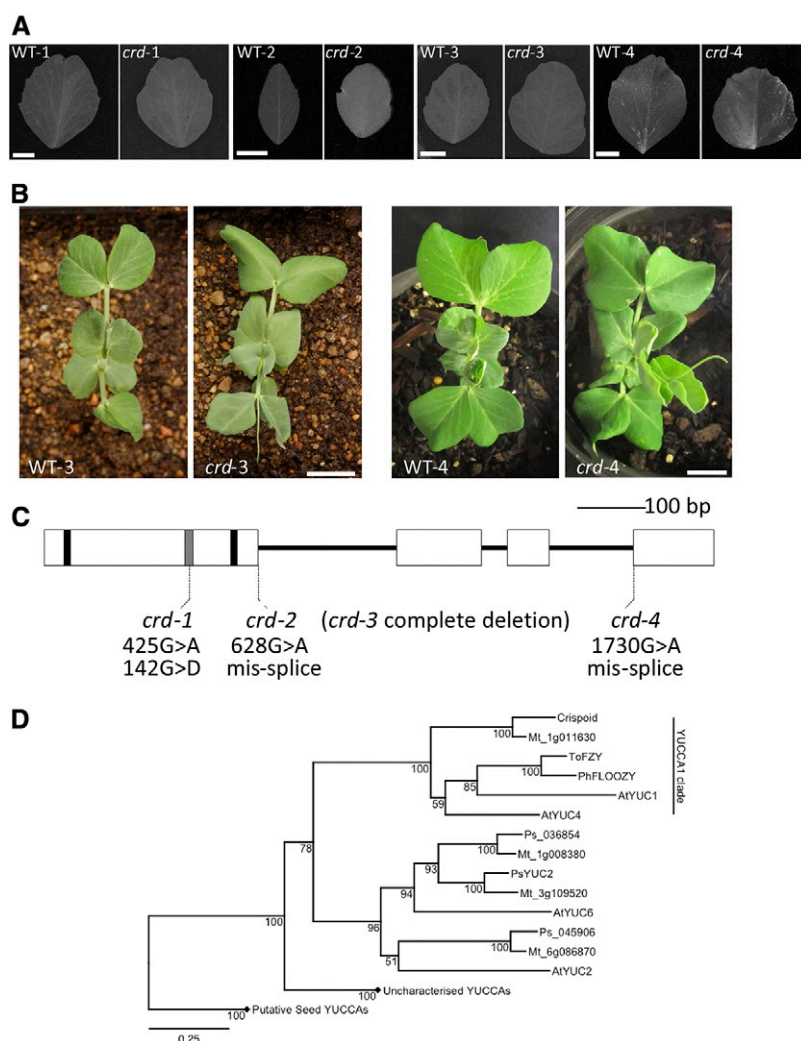 A
WT-1 crd-1 WT-2 crd-2 WT-3 crd-3 WT-4 crd-4
B
WT-3 crd-3 WT-4 crd-4
C
100 bp
crd-1 crd-2 (crd-3 complete deletion) crd-4
425G>A 628G>A 1730G>A
142G>D mis-splice mis-splice
D
Crispoid
100
Mt_1g011630
YUCCA1 clade
ToFZY
100
100
PhFLOOZY
85
AtYUC1
59
AtYUC4
Ps_036854
78
100
Mt_1g008380
93
PsYUC2
100
Mt_3g109520
94
AtYUC6
100
96
Ps_045906
100
Mt_6g086870
51
AtYUC2
Uncharacterised YUCCAs
100
Putative Seed YUCCAs
100
0.25